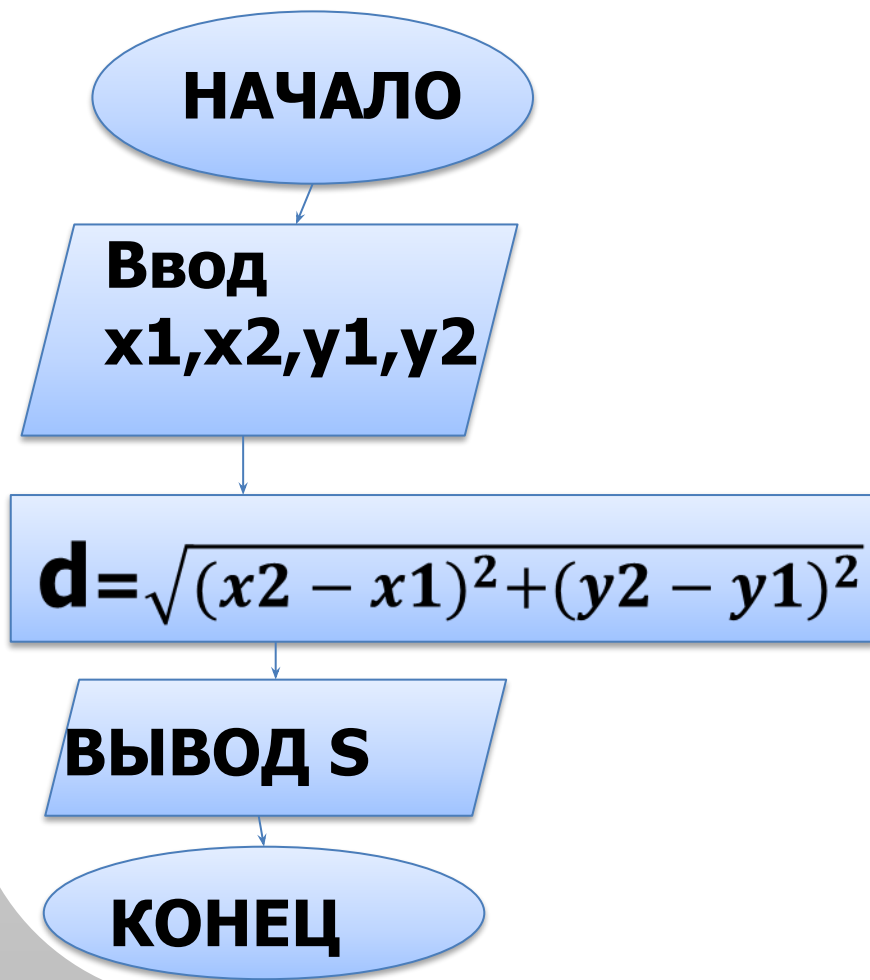 НАЧАЛО
Ввод
x1,x2,y1,y2
d=√(x2 − x1)²+(y2 − y1)²
ВЫВОД S
КОНЕЦ